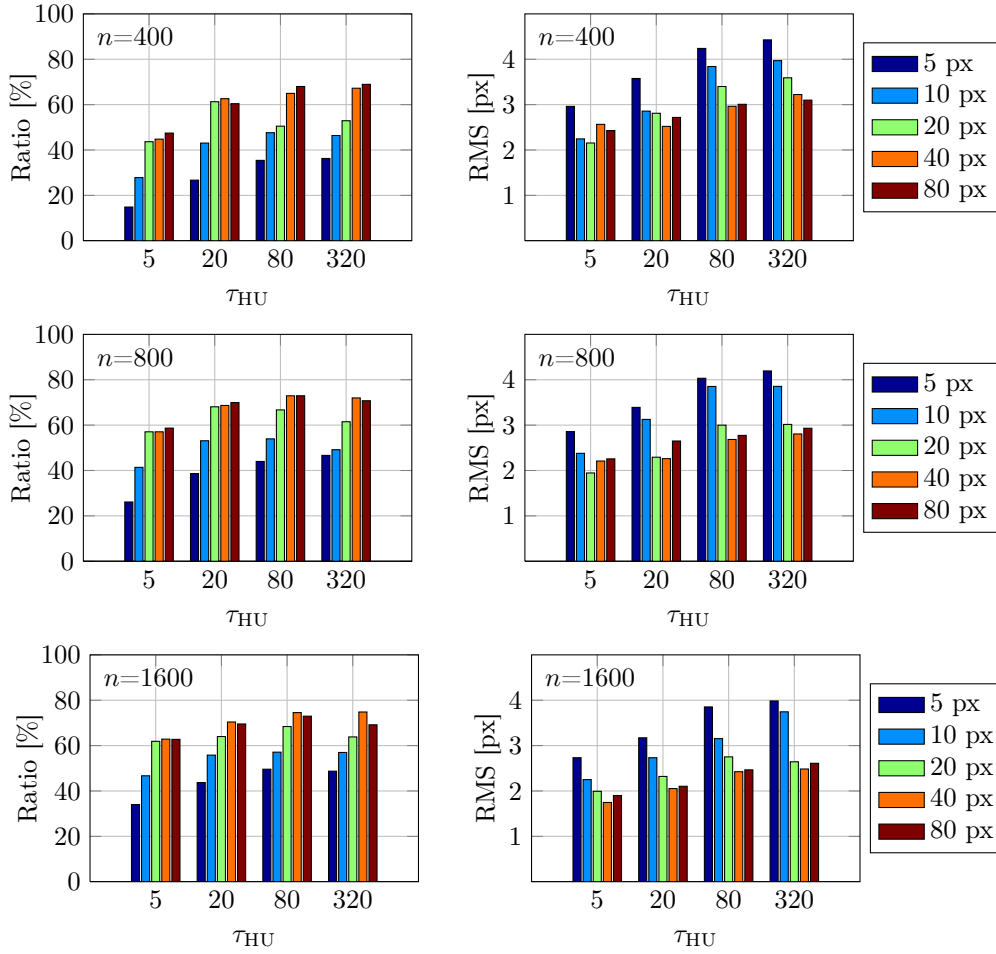 n=400
100
80
60
40
20
0
Ratio [%]
5 20 80 320
τHU
n=400
4
3
2
1
RMS [px]
5 20 80 320
τHU
5 px
10 px
20 px
40 px
80 px
n=800
100
80
60
40
20
0
Ratio [%]
5 20 80 320
τHU
n=800
4
3
2
1
RMS [px]
5 20 80 320
τHU
5 px
10 px
20 px
40 px
80 px
n=1600
100
80
60
40
20
0
Ratio [%]
5 20 80 320
τHU
n=1600
4
3
2
1
RMS [px]
5 20 80 320
τHU
5 px
10 px
20 px
40 px
80 px